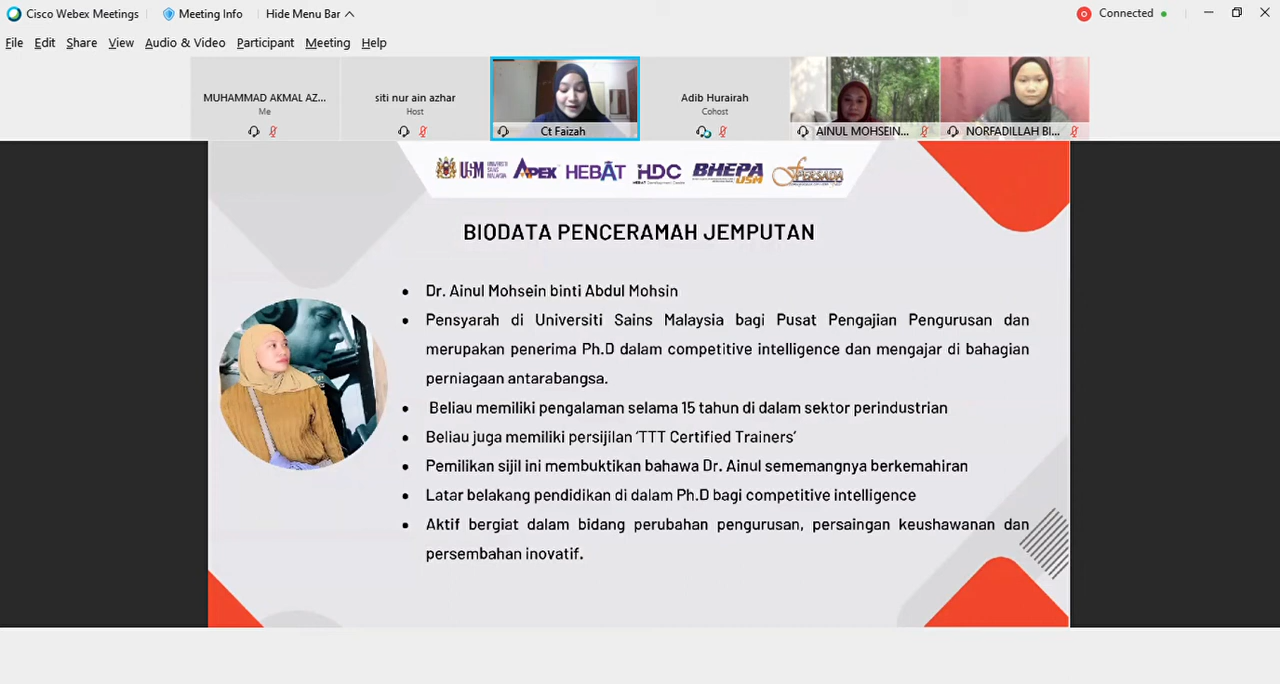 Cisco Webex Meetings
Meeting Info
Hide Menu Bar
Connected
File Edit Share View Audio & Video Participant Meeting Help
MUHAMMAD AKMAL AZ...
Me
siti nur ain azhar
Host
Ct Faizah
Adib Hurairah
Cohost
AINUL MOHSEIN...
NORFADILLAH BI...
USM UNIVERSITI SAINS MALAYSIA
APEX
HEBAT
HDC
BHEPA USM
PERSADA
BIODATA PENCERAMAH JEMPUTAN
• Dr. Ainul Mohsein binti Abdul Mohsin
• Pensyarah di Universiti Sains Malaysia bagi Pusat Pengajian Pengurusan dan
merupakan penerima Ph.D dalam competitive intelligence dan mengajar di bahagian
perniagaan antarabangsa.
• Beliau memiliki pengalaman selama 15 tahun di dalam sektor perindustrian
• Beliau juga memiliki persijilan ‘TTT Certified Trainers’
• Pemilikan sijil ini membuktikan bahawa Dr. Ainul sememangnya berkemahiran
• Latar belakang pendidikan di dalam Ph.D bagi competitive intelligence
• Aktif bergiat dalam bidang perubahan pengurusan, persaingan keushawanan dan
persembahan inovatif.